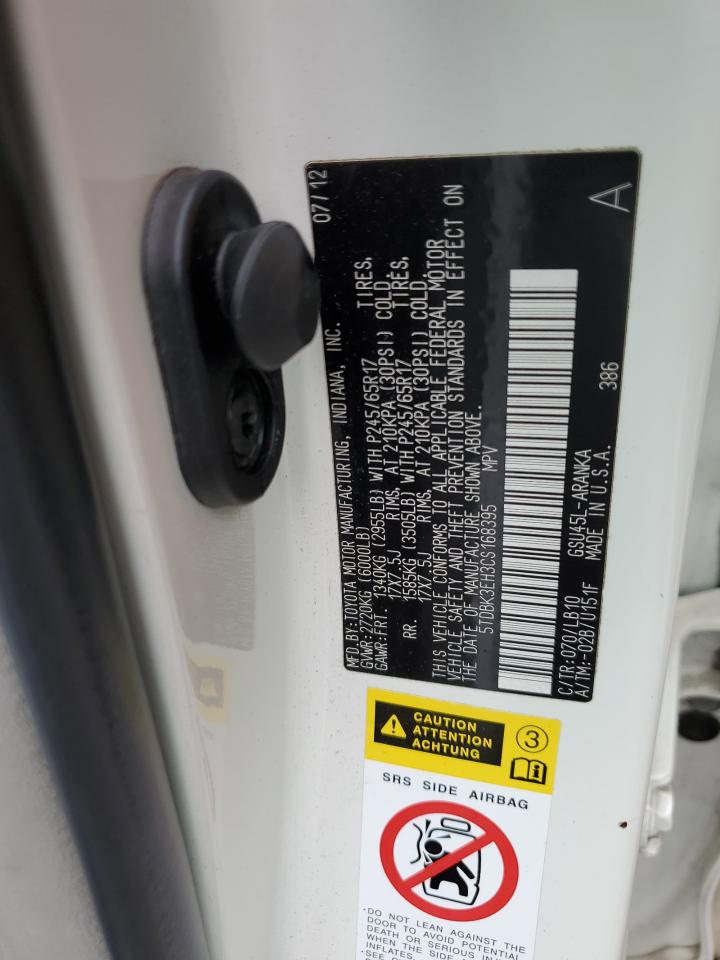 MFD.BY:TOYOTA MOTOR MANUFACTURING, INDIANA, INC. 07/12
GVWR:2720KG (6000LB)
GAWR:FRT. 1340KG (2955LB) WITH P245/65R17 TIRES,
17X7.5J RIMS, AT 210KPA (30PSI) COLD.
RR. 1585KG (3505LB) WITH P245/65R17 TIRES,
17X7.5J RIMS, AT 210KPA (30PSI) COLD.
THIS VEHICLE CONFORMS TO ALL APPLICABLE FEDERAL MOTOR
VEHICLE SAFETY AND THEFT PREVENTION STANDARDS IN EFFECT ON
THE DATE OF MANUFACTURE SHOWN ABOVE.
5TDBK3EH3CS168395 MPV
C/TR:070/LB10 GSU45L-ARANKA 386 A
A/TM:-02B/U151F MADE IN U.S.A.
CAUTION
ATTENTION
ACHTUNG
3
SRS SIDE AIRBAG
·DO NOT LEAN AGAINST THE
DOOR TO AVOID POTENTIAL
DEATH OR SERIOUS
WHEN THE SIDE
INFLATES.
·SEE